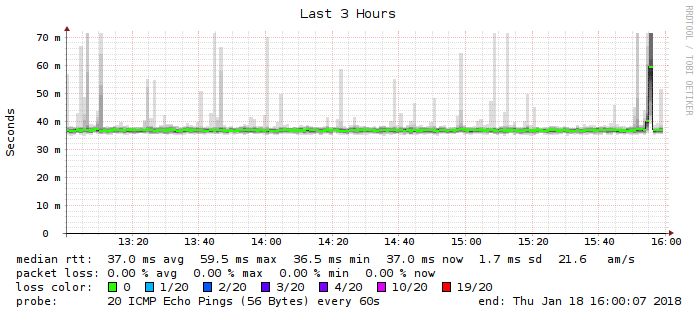 Last 3 Hours
RRDTOOL / TOBI OETIKER
Seconds
70 m
60 m
50 m
40 m
30 m
20 m
10 m
0
13:20 13:40 14:00 14:20 14:40 15:00 15:20 15:40 16:00
median rtt: 37.0 ms avg 59.5 ms max 36.5 ms min 37.0 ms now 1.7 ms sd 21.6 am/s
packet loss: 0.00 % avg 0.00 % max 0.00 % min 0.00 % now
loss color: 0 1/20 2/20 3/20 4/20 10/20 19/20
probe: 20 ICMP Echo Pings (56 Bytes) every 60s end: Thu Jan 18 16:00:07 2018